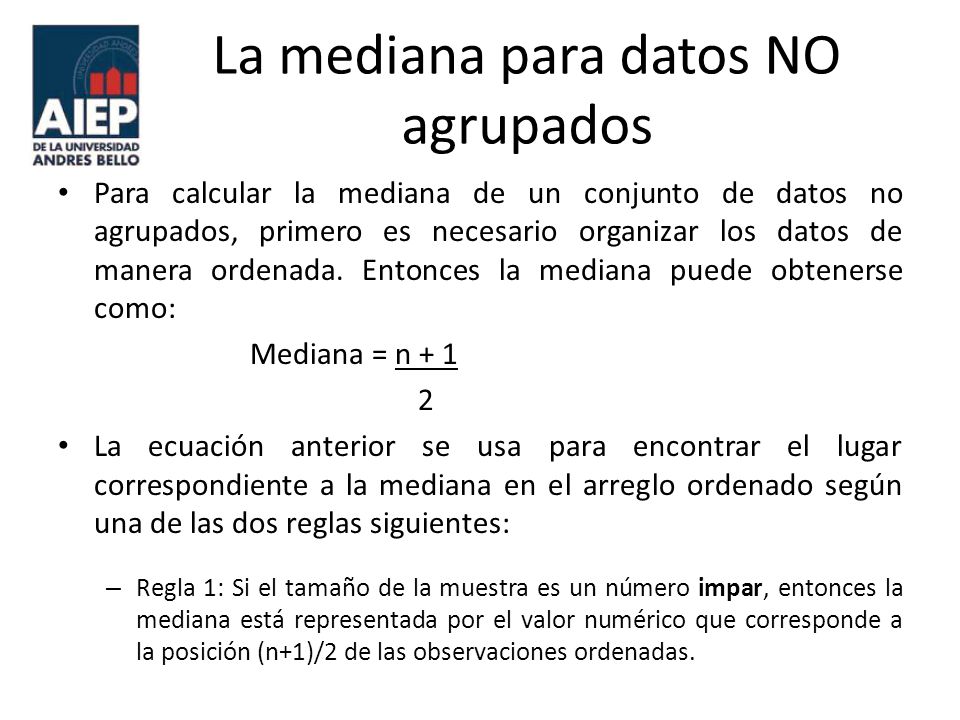 UNIVERSIDAD ANDRES
AIEP
DE LA UNIVERSIDAD
ANDRES BELLO
La mediana para datos NO
agrupados
• Para calcular la mediana de un conjunto de datos no
agrupados, primero es necesario organizar los datos de
manera ordenada. Entonces la mediana puede obtenerse
como:
Mediana = n + 1
2
• La ecuación anterior se usa para encontrar el lugar
correspondiente a la mediana en el arreglo ordenado según
una de las dos reglas siguientes:
– Regla 1: Si el tamaño de la muestra es un número impar, entonces la
mediana está representada por el valor numérico que corresponde a
la posición (n+1)/2 de las observaciones ordenadas.